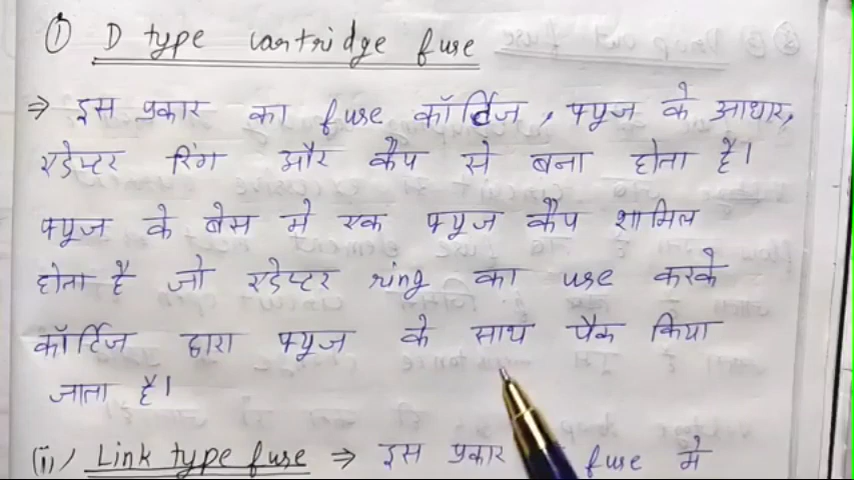 ① D type cartridge fuse
⇒ इस प्रकार का fuse कॉर्टिज, फ्यूज के आधार,
एडेप्टर रिंग और कैप से बना होता है।
फ्यूज के बेस मे एक फ्यूज कैप शामिल
होता है जो एडेप्टर ring का use करके
कॉर्टिज द्वारा फ्यूज के साथ पैक किया
जाता है।
(ii) Link type fuse ⇒ इस प्रकार fuse मे